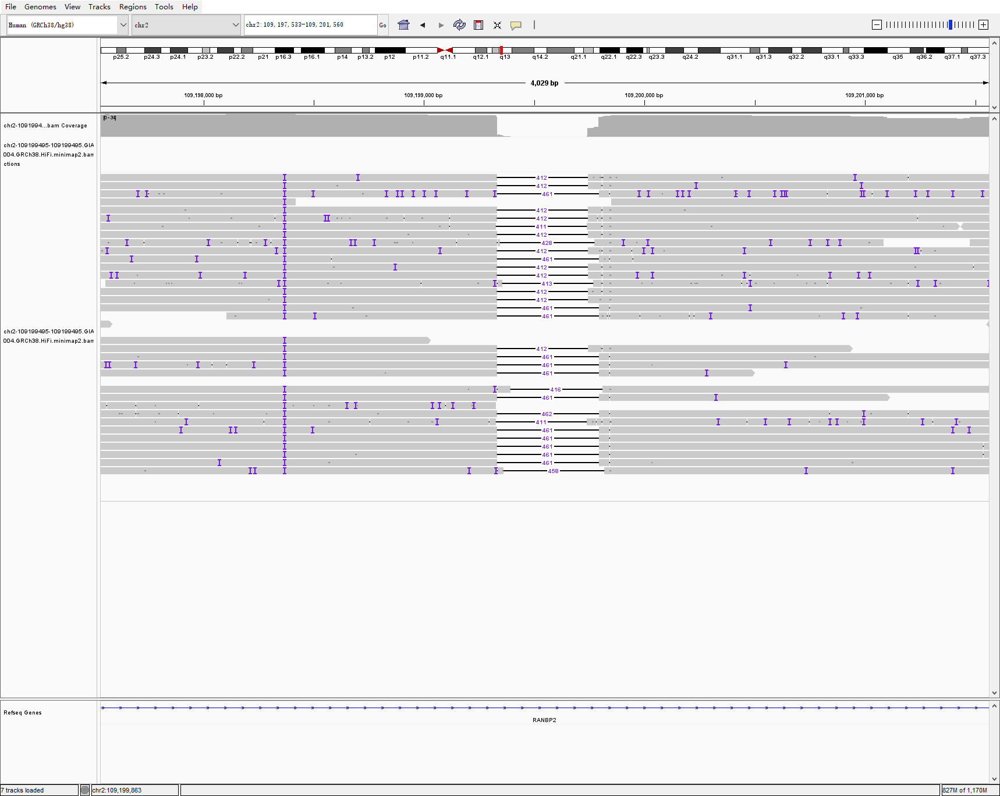 File Genomes View Tracks Regions Tools Help
Human (GRCh38/hg38) chr2 chr2:109,197,533-109,201,560 Go
p25.2 p24.3 p24.1 p23.2 p22.2 p21 p16.3 p16.1 p14 p13.2 p12 p11.2 q11.1 q12.1 q13 q14.2 q21.1 q22.1 q22.3 q23.3 q24.2 q31.1 q31.3 q32.2 q33.1 q33.3 q35 q36.2 q37.1 q37.3
4,029 bp
109,198,000 bp 109,199,000 bp 109,200,000 bp 109,201,000 bp
chr2-1091994...bam Coverage
chr2-109199495-109199495.GIA
004.GRCh38.HiFi.minimap2.bam
ctions
412
412
461
412
412
411
412
428
412
461
412
412
413
412
412
461
461
chr2-109199495-109199495.GIA
004.GRCh38.HiFi.minimap2.bam
412
461
461
461
416
461
462
411
461
461
461
461
461
458
Refseq Genes
RANBP2
7 tracks loaded chr2:109,199,863 827M of 1,170M